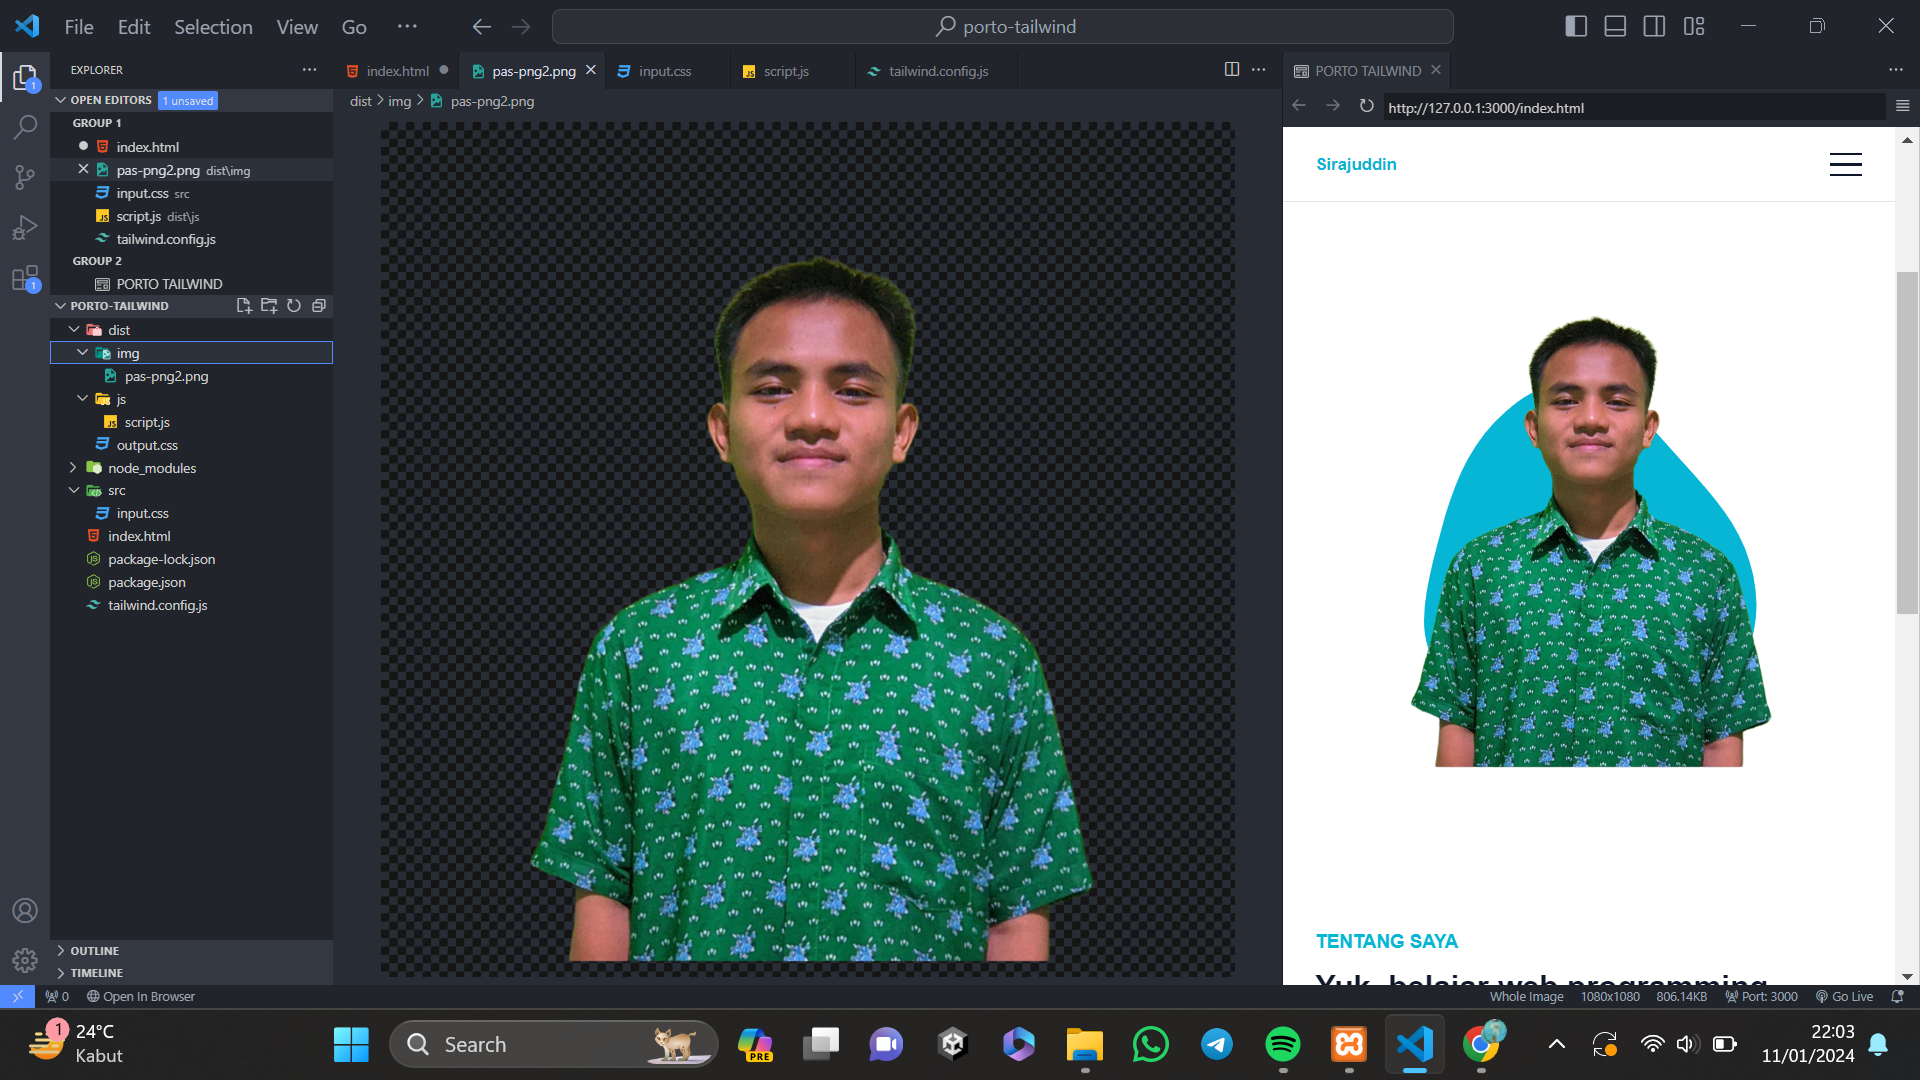 File Edit Selection View Go ··· porto-tailwind
EXPLORER
OPEN EDITORS 1 unsaved
GROUP 1
index.html
pas-png2.png dist\img
input.css src
script.js dist\js
tailwind.config.js
GROUP 2
PORTO TAILWIND
PORTO-TAILWIND
dist
img
pas-png2.png
js
script.js
output.css
node_modules
src
input.css
index.html
package-lock.json
package.json
tailwind.config.js
OUTLINE
TIMELINE
index.html pas-png2.png input.css script.js tailwind.config.js
dist > img > pas-png2.png
PORTO TAILWIND
http://127.0.0.1:3000/index.html
Sirajuddin
TENTANG SAYA
Yuk, belajar web programming
0 Open In Browser Whole Image 1080x1080 806.14KB Port: 3000 Go Live
1 24°C
Kabut
Search
PRE
22:03
11/01/2024